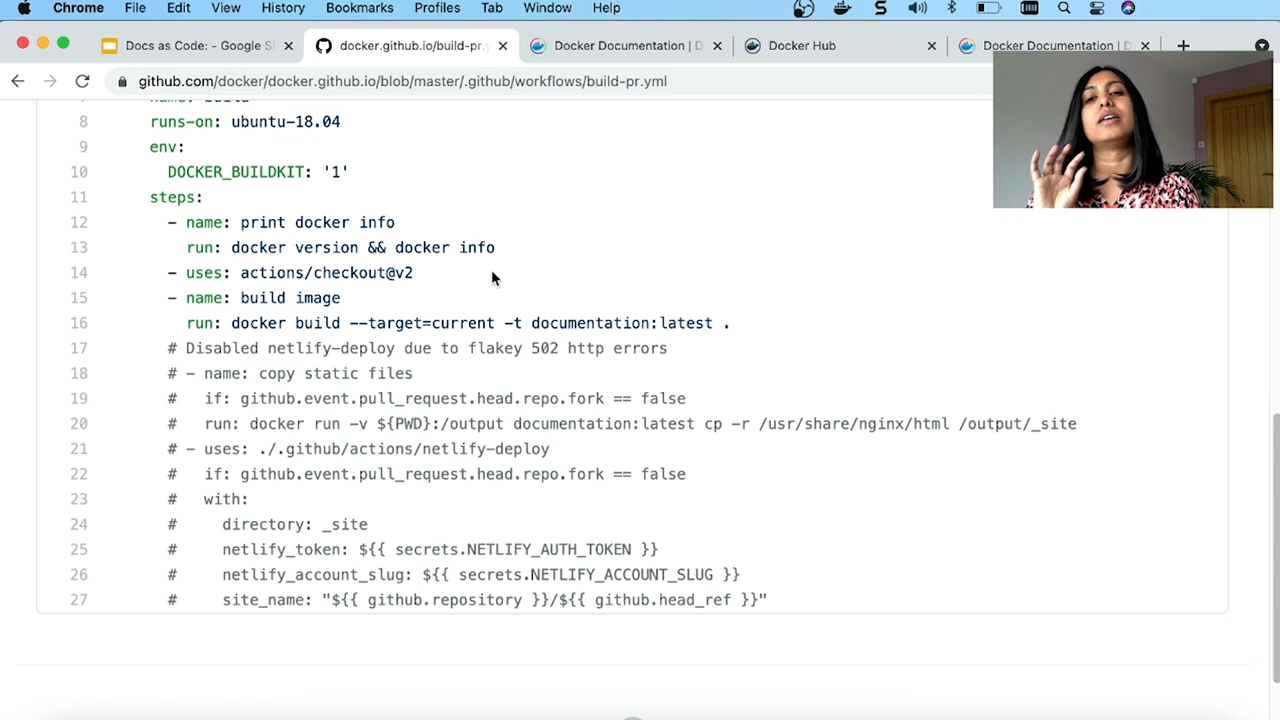 Chrome File Edit View History Bookmarks Profiles Tab Window Help
Docs as Code: - Google Sl
docker.github.io/build-pr.y
Docker Documentation | D
Docker Hub
Docker Documentation | D
github.com/docker/docker.github.io/blob/master/.github/workflows/build-pr.yml
name: build
8 runs-on: ubuntu-18.04
9 env:
10 DOCKER_BUILDKIT: '1'
11 steps:
12 - name: print docker info
13 run: docker version && docker info
14 - uses: actions/checkout@v2
15 - name: build image
16 run: docker build --target=current -t documentation:latest .
17 # Disabled netlify-deploy due to flakey 502 http errors
18 # - name: copy static files
19 # if: github.event.pull_request.head.repo.fork == false
20 # run: docker run -v ${PWD}:/output documentation:latest cp -r /usr/share/nginx/html /output/_site
21 # - uses: ./.github/actions/netlify-deploy
22 # if: github.event.pull_request.head.repo.fork == false
23 # with:
24 # directory: _site
25 # netlify_token: ${{ secrets.NETLIFY_AUTH_TOKEN }}
26 # netlify_account_slug: ${{ secrets.NETLIFY_ACCOUNT_SLUG }}
27 # site_name: "${{ github.repository }}/${{ github.head_ref }}"